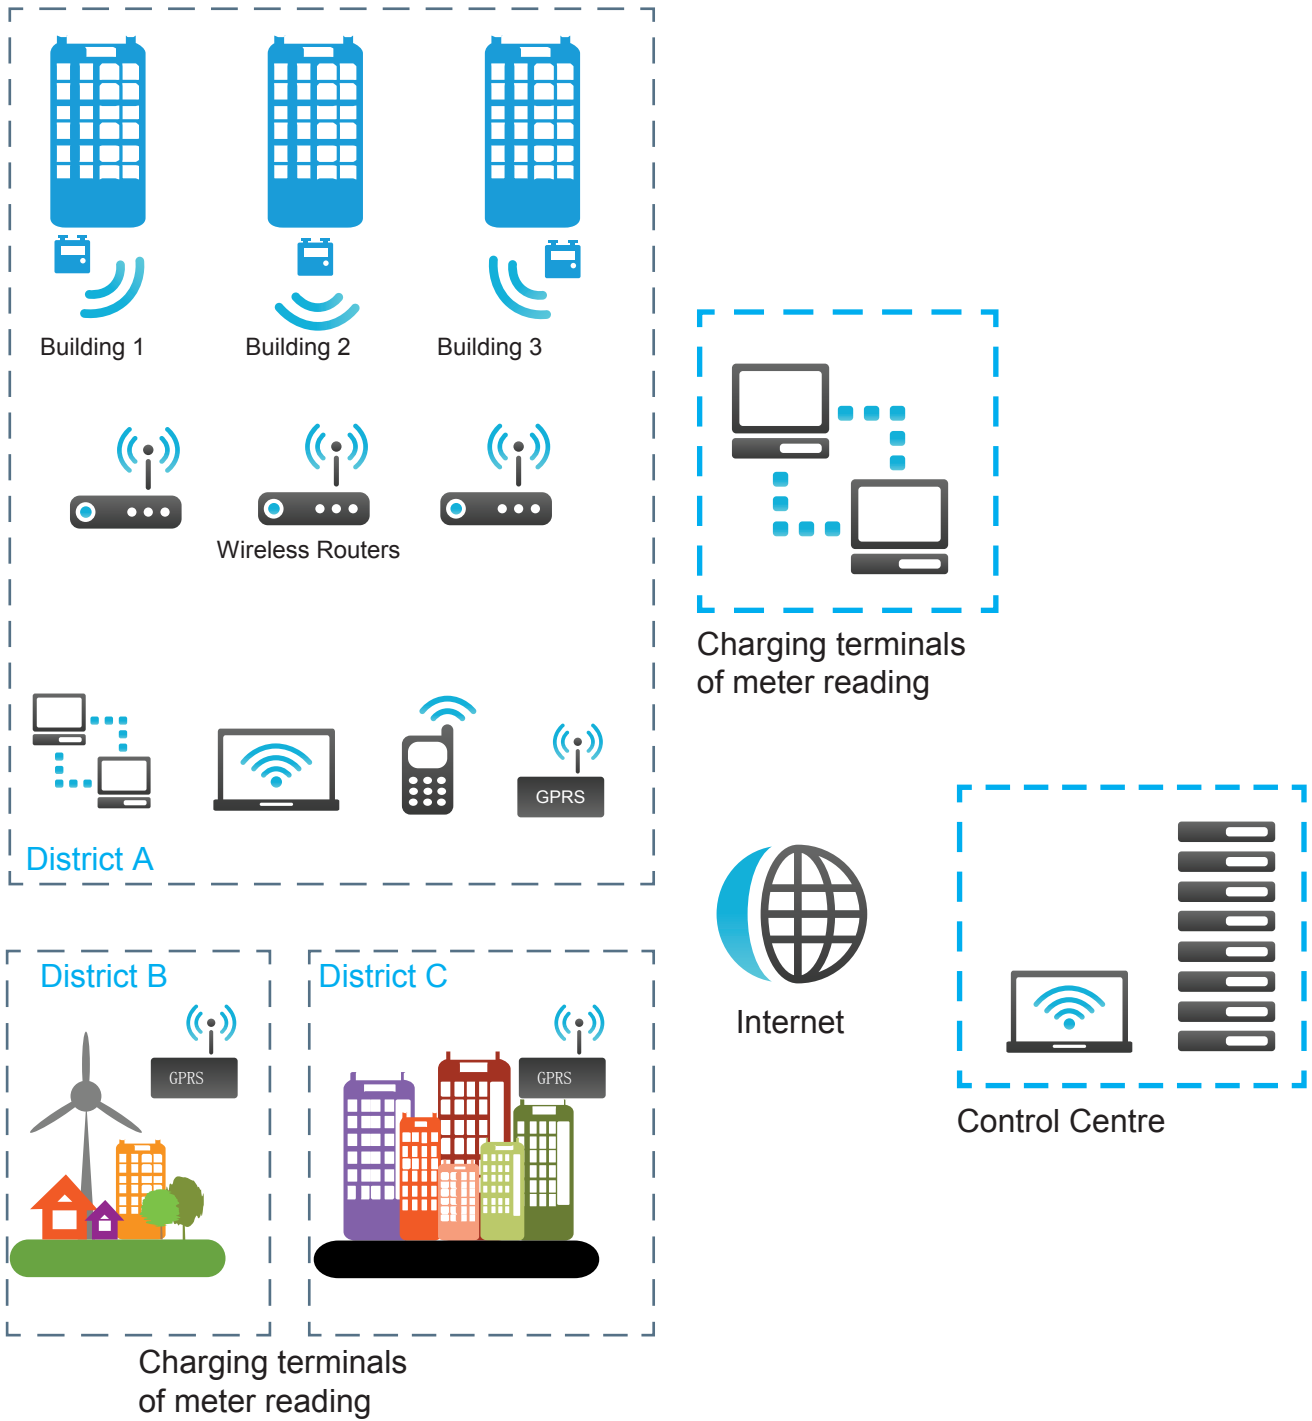 Building 1
Building 2
Building 3
Wireless Routers
GPRS
District A
Charging terminals
of meter reading
Internet
Control Centre
District B
GPRS
District C
GPRS
Charging terminals
of meter reading